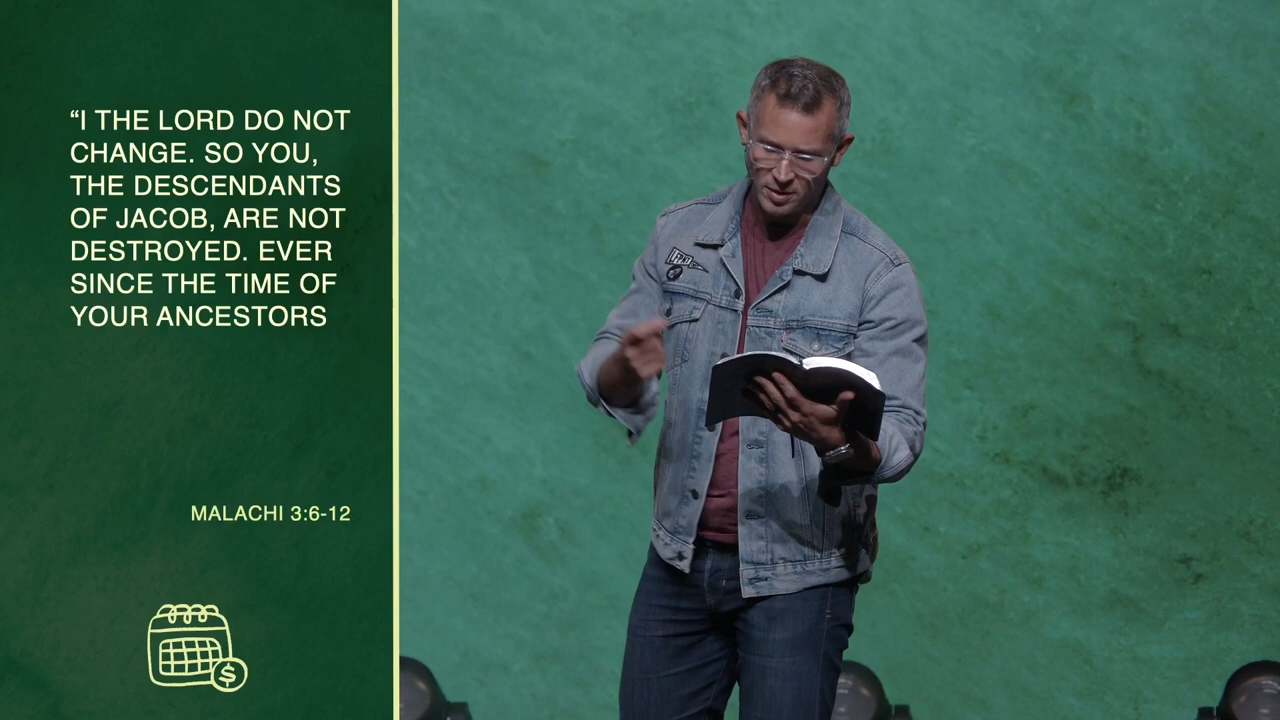 “I THE LORD DO NOT
CHANGE. SO YOU,
THE DESCENDANTS
OF JACOB, ARE NOT
DESTROYED. EVER
SINCE THE TIME OF
YOUR ANCESTORS
MALACHI 3:6-12
$